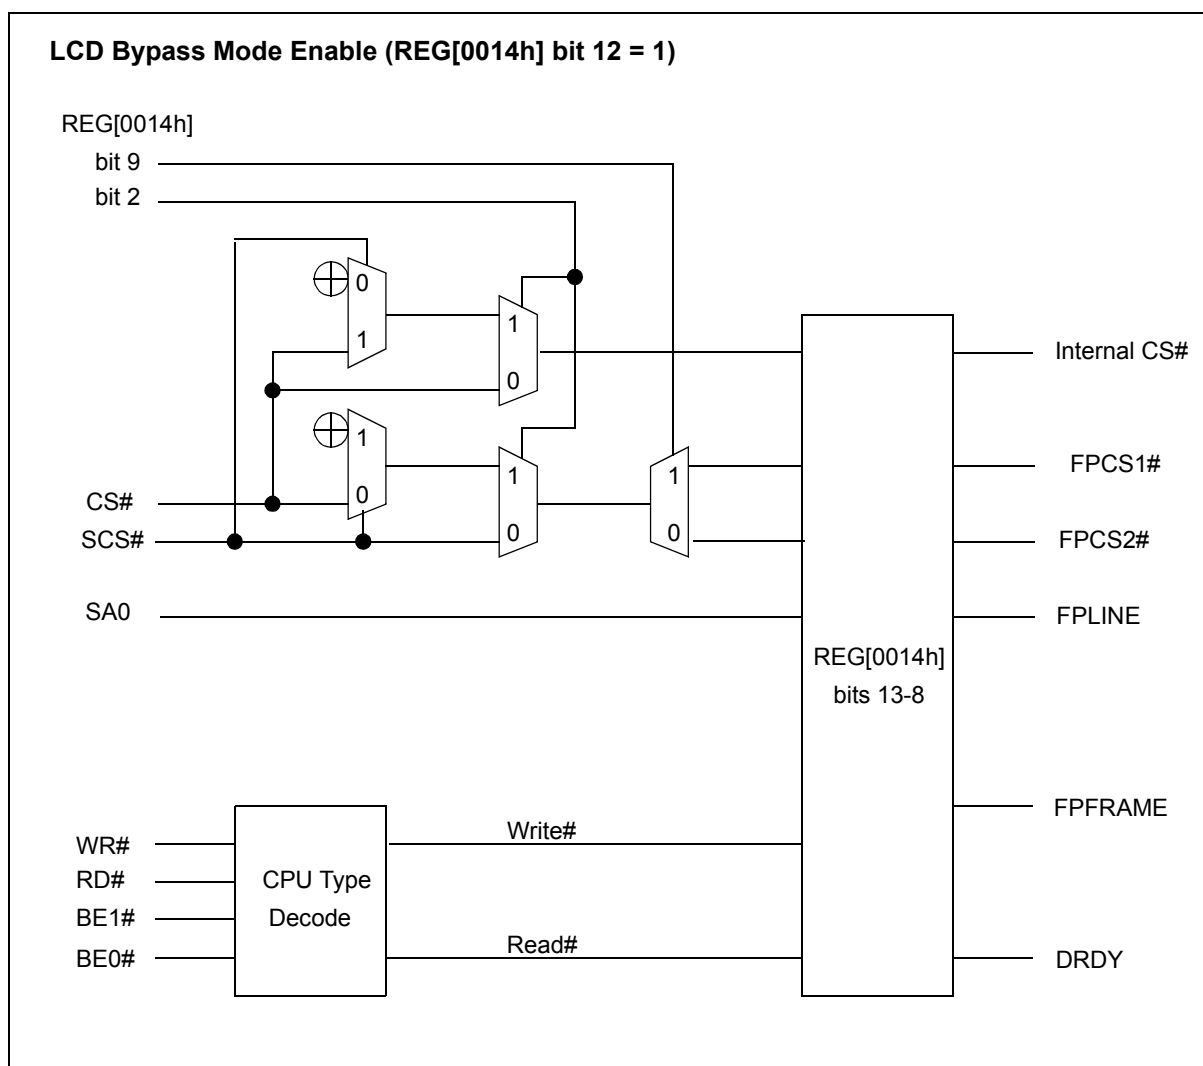 LCD Bypass Mode Enable (REG[0014h] bit 12 = 1)
REG[0014h]
bit 9
bit 2
0
1
1
0
1
0
1
0
1
0
CS#
SCS#
SA0
Internal CS#
FPCS1#
FPCS2#
FPLINE
REG[0014h]
bits 13-8
FPFRAME
WR#
RD#
BE1#
BE0#
CPU Type
Decode
Write#
Read#
DRDY